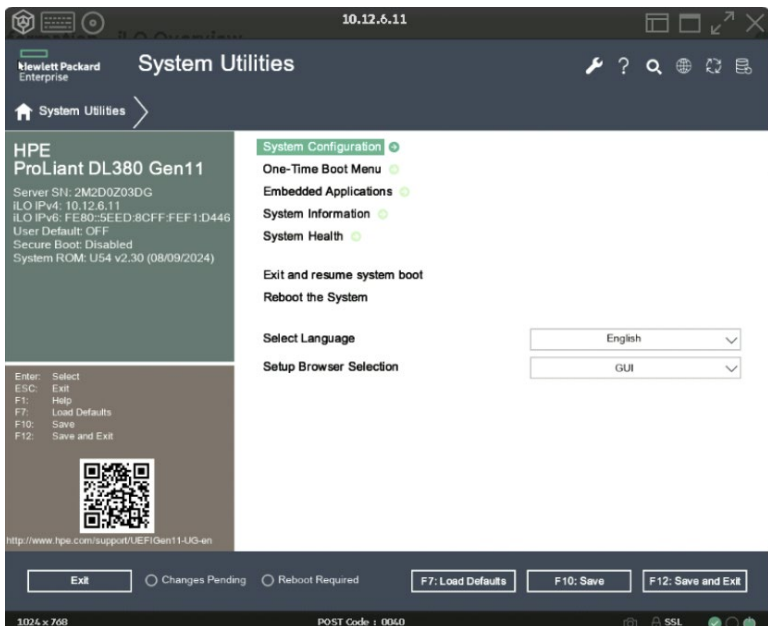 10.12.6.11
Hewlett Packard
Enterprise
System Utilities
System Utilities
HPE
ProLiant DL380 Gen11
Server SN: 2M2D0Z03DG
iLO IPv4: 10.12.6.11
iLO IPv6: FE80::5EED:8CFF:FEF1:D446
User Default: OFF
Secure Boot: Disabled
System ROM: U54 v2.30 (08/09/2024)
Enter: Select
ESC: Exit
F1: Help
F7: Load Defaults
F10: Save
F12: Save and Exit
http://www.hpe.com/support/UEFIGen11-UG-en
System Configuration
One-Time Boot Menu
Embedded Applications
System Information
System Health
Exit and resume system boot
Reboot the System
Select Language English
Setup Browser Selection GUI
Exit Changes Pending Reboot Required F7: Load Defaults F10: Save F12: Save and Exit
1024 x 768 POST Code : 0040 SSL